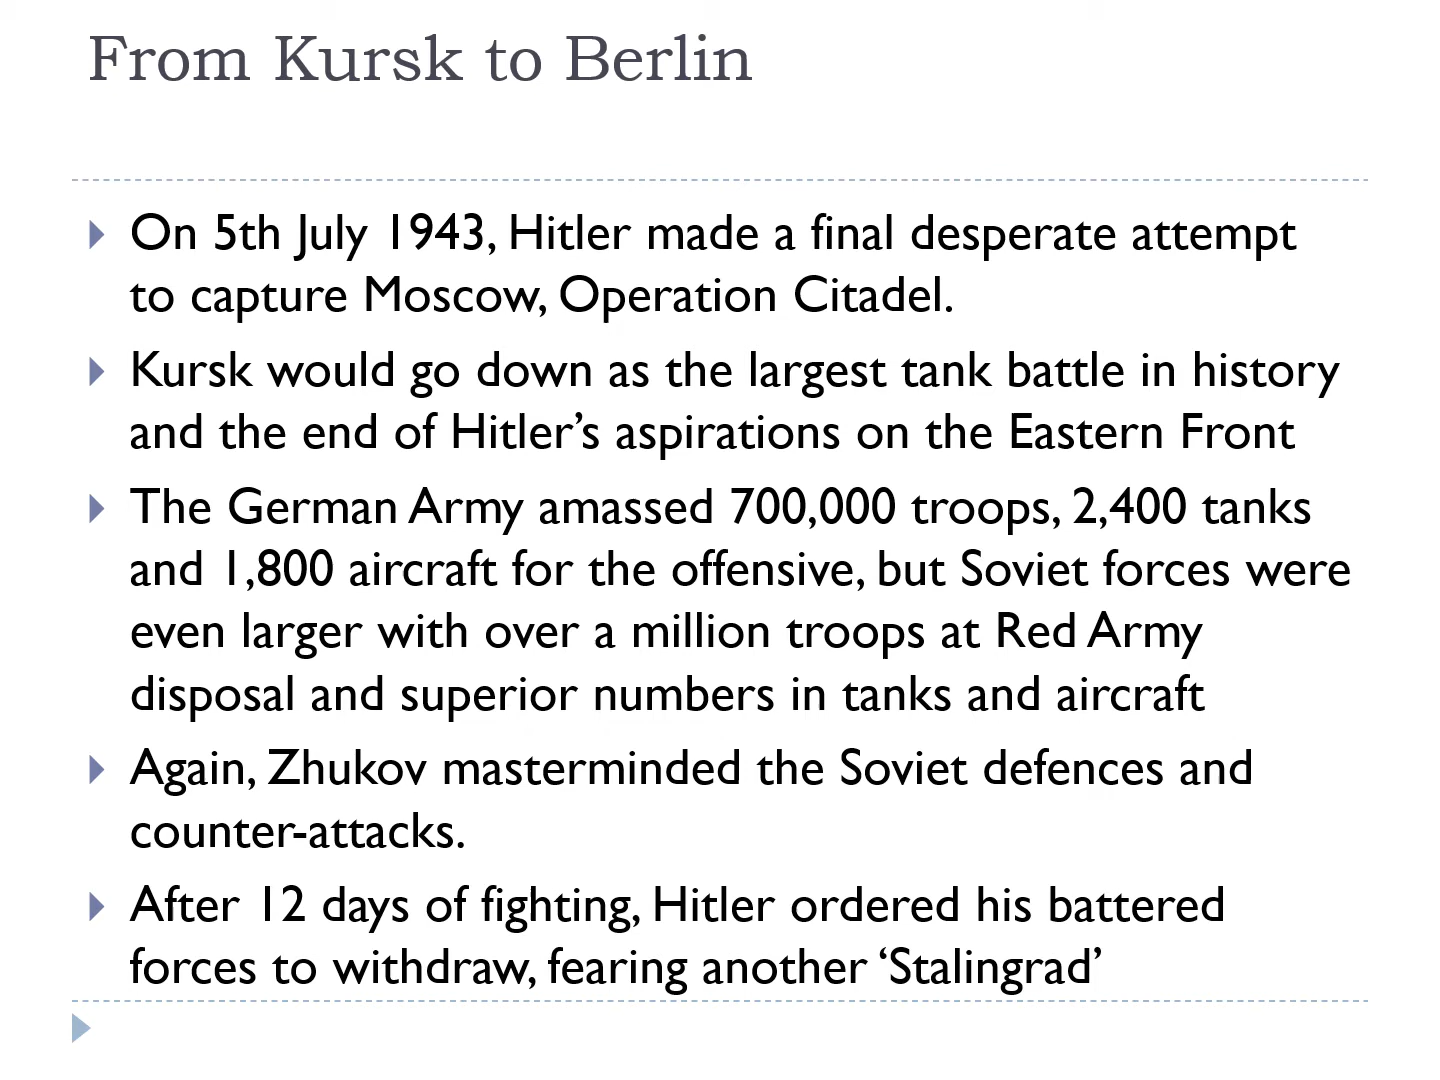 From Kursk to Berlin
On 5th July 1943, Hitler made a final desperate attempt
to capture Moscow, Operation Citadel.
Kursk would go down as the largest tank battle in history
and the end of Hitler’s aspirations on the Eastern Front
The German Army amassed 700,000 troops, 2,400 tanks
and 1,800 aircraft for the offensive, but Soviet forces were
even larger with over a million troops at Red Army
disposal and superior numbers in tanks and aircraft
Again, Zhukov masterminded the Soviet defences and
counter-attacks.
After 12 days of fighting, Hitler ordered his battered
forces to withdraw, fearing another ‘Stalingrad’